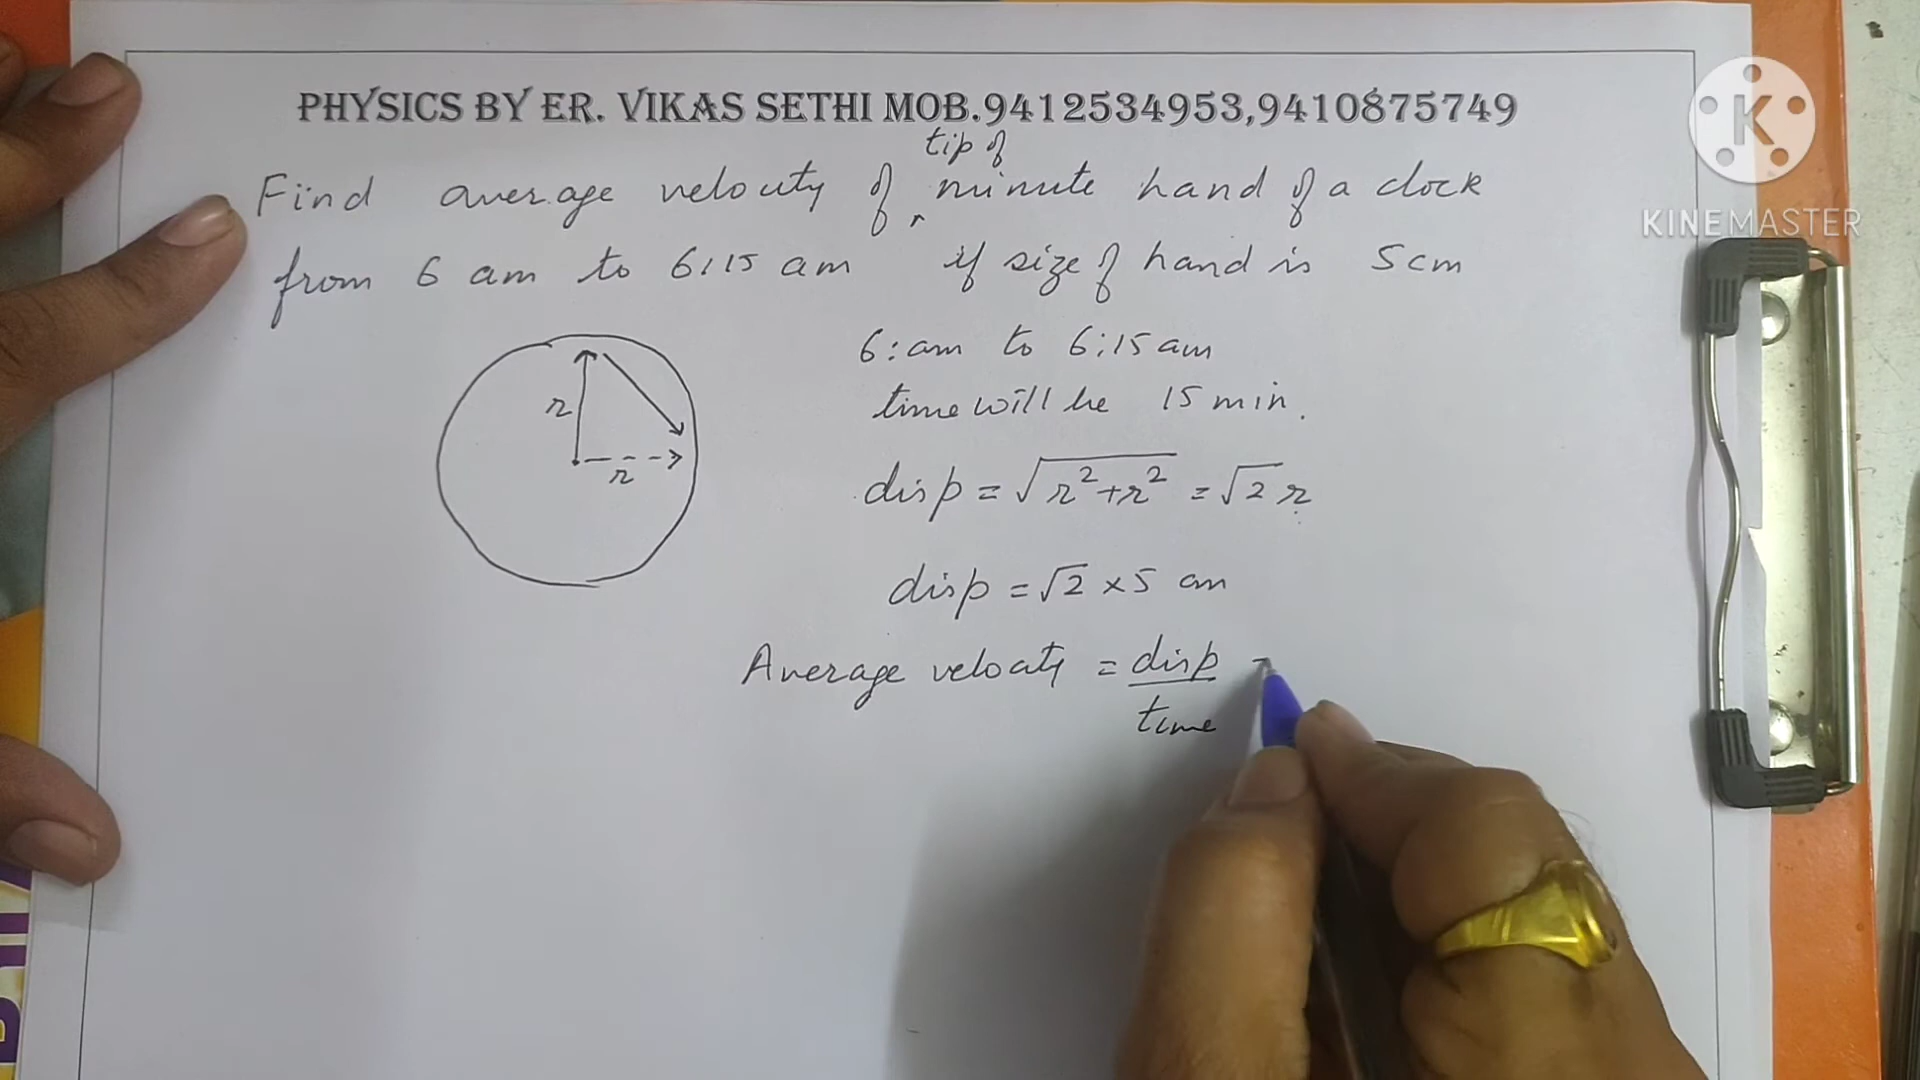 PHYSICS BY ER. VIKAS SETHI MOB.9412534953,9410875749
K
KINEMASTER
tip of
Find average velocity of minute hand of a clock
from 6 am to 6:15 am if size of hand is 5 cm
6: am to 6:15 am
time will be 15 min.
r
r
disp = √r²+r² = √2 r
disp = √2 × 5 cm
Average velocity = disp =
time